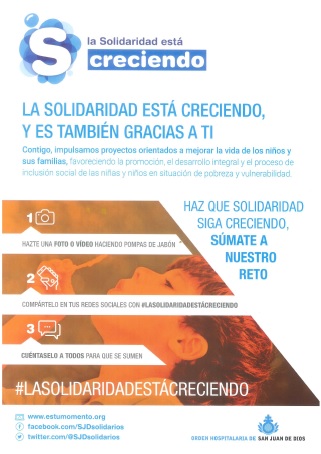 la Solidaridad está
S creciendo
LA SOLIDARIDAD ESTÁ CRECIENDO,
Y ES TAMBIÉN GRACIAS A TI
Contigo, impulsamos proyectos orientados a mejorar la vida de los niños y
sus familias, favoreciendo la promoción, el desarrollo integral y el proceso de
inclusión social de las niñas y niños en situación de pobreza y vulnerabilidad.
HAZ QUE SOLIDARIDAD
SIGA CRECIENDO,
SÚMATE A
NUESTRO
RETO
1
HAZTE UNA FOTO O VÍDEO HACIENDO POMPAS DE JABÓN
2
COMPÁRTELO EN TUS REDES SOCIALES CON #LASOLIDARIDADESTÁCRECIENDO
3
CUÉNTASELO A TODOS PARA QUE SE SUMEN
#LASOLIDARIDADESTÁCRECIENDO
www.estumomento.org
facebook.com/SJDsolidarios
twitter.com/@SJDsolidarios
ORDEN HOSPITALARIA DE SAN JUAN DE DIOS